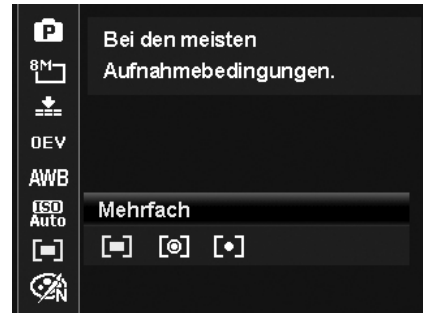 P
Bei den meisten
Aufnahmebedingungen.
8M
0EV
AWB
ISO
Auto
Mehrfach
N